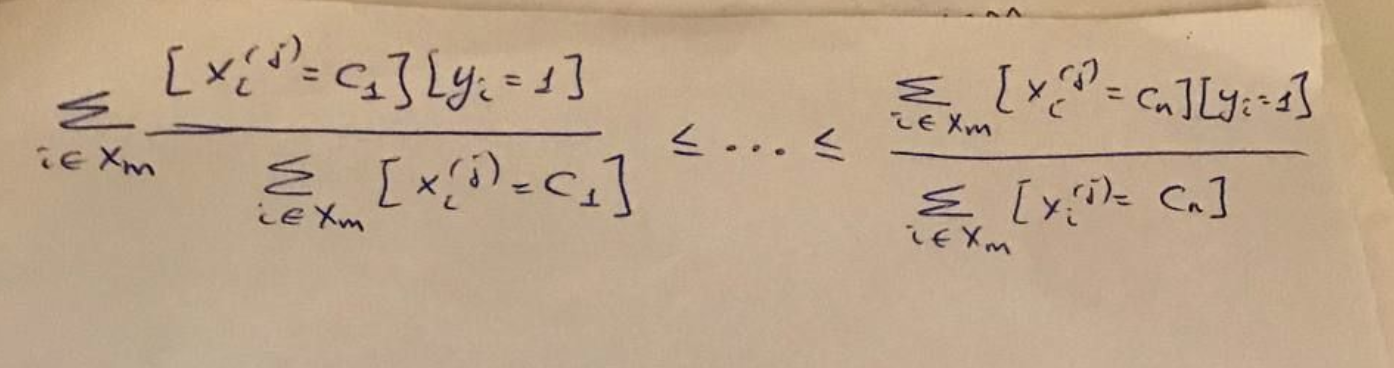 \sum_{i \in X_m} \frac{[x_i^{(j)} = C_1][y_i = 1]}{\sum_{i \in X_m} [x_i^{(j)} = C_1]} \leq \dots \leq \frac{\sum_{i \in X_m} [x_i^{(j)} = C_n][y_i = 1]}{\sum_{i \in X_m} [x_i^{(j)} = C_n]}